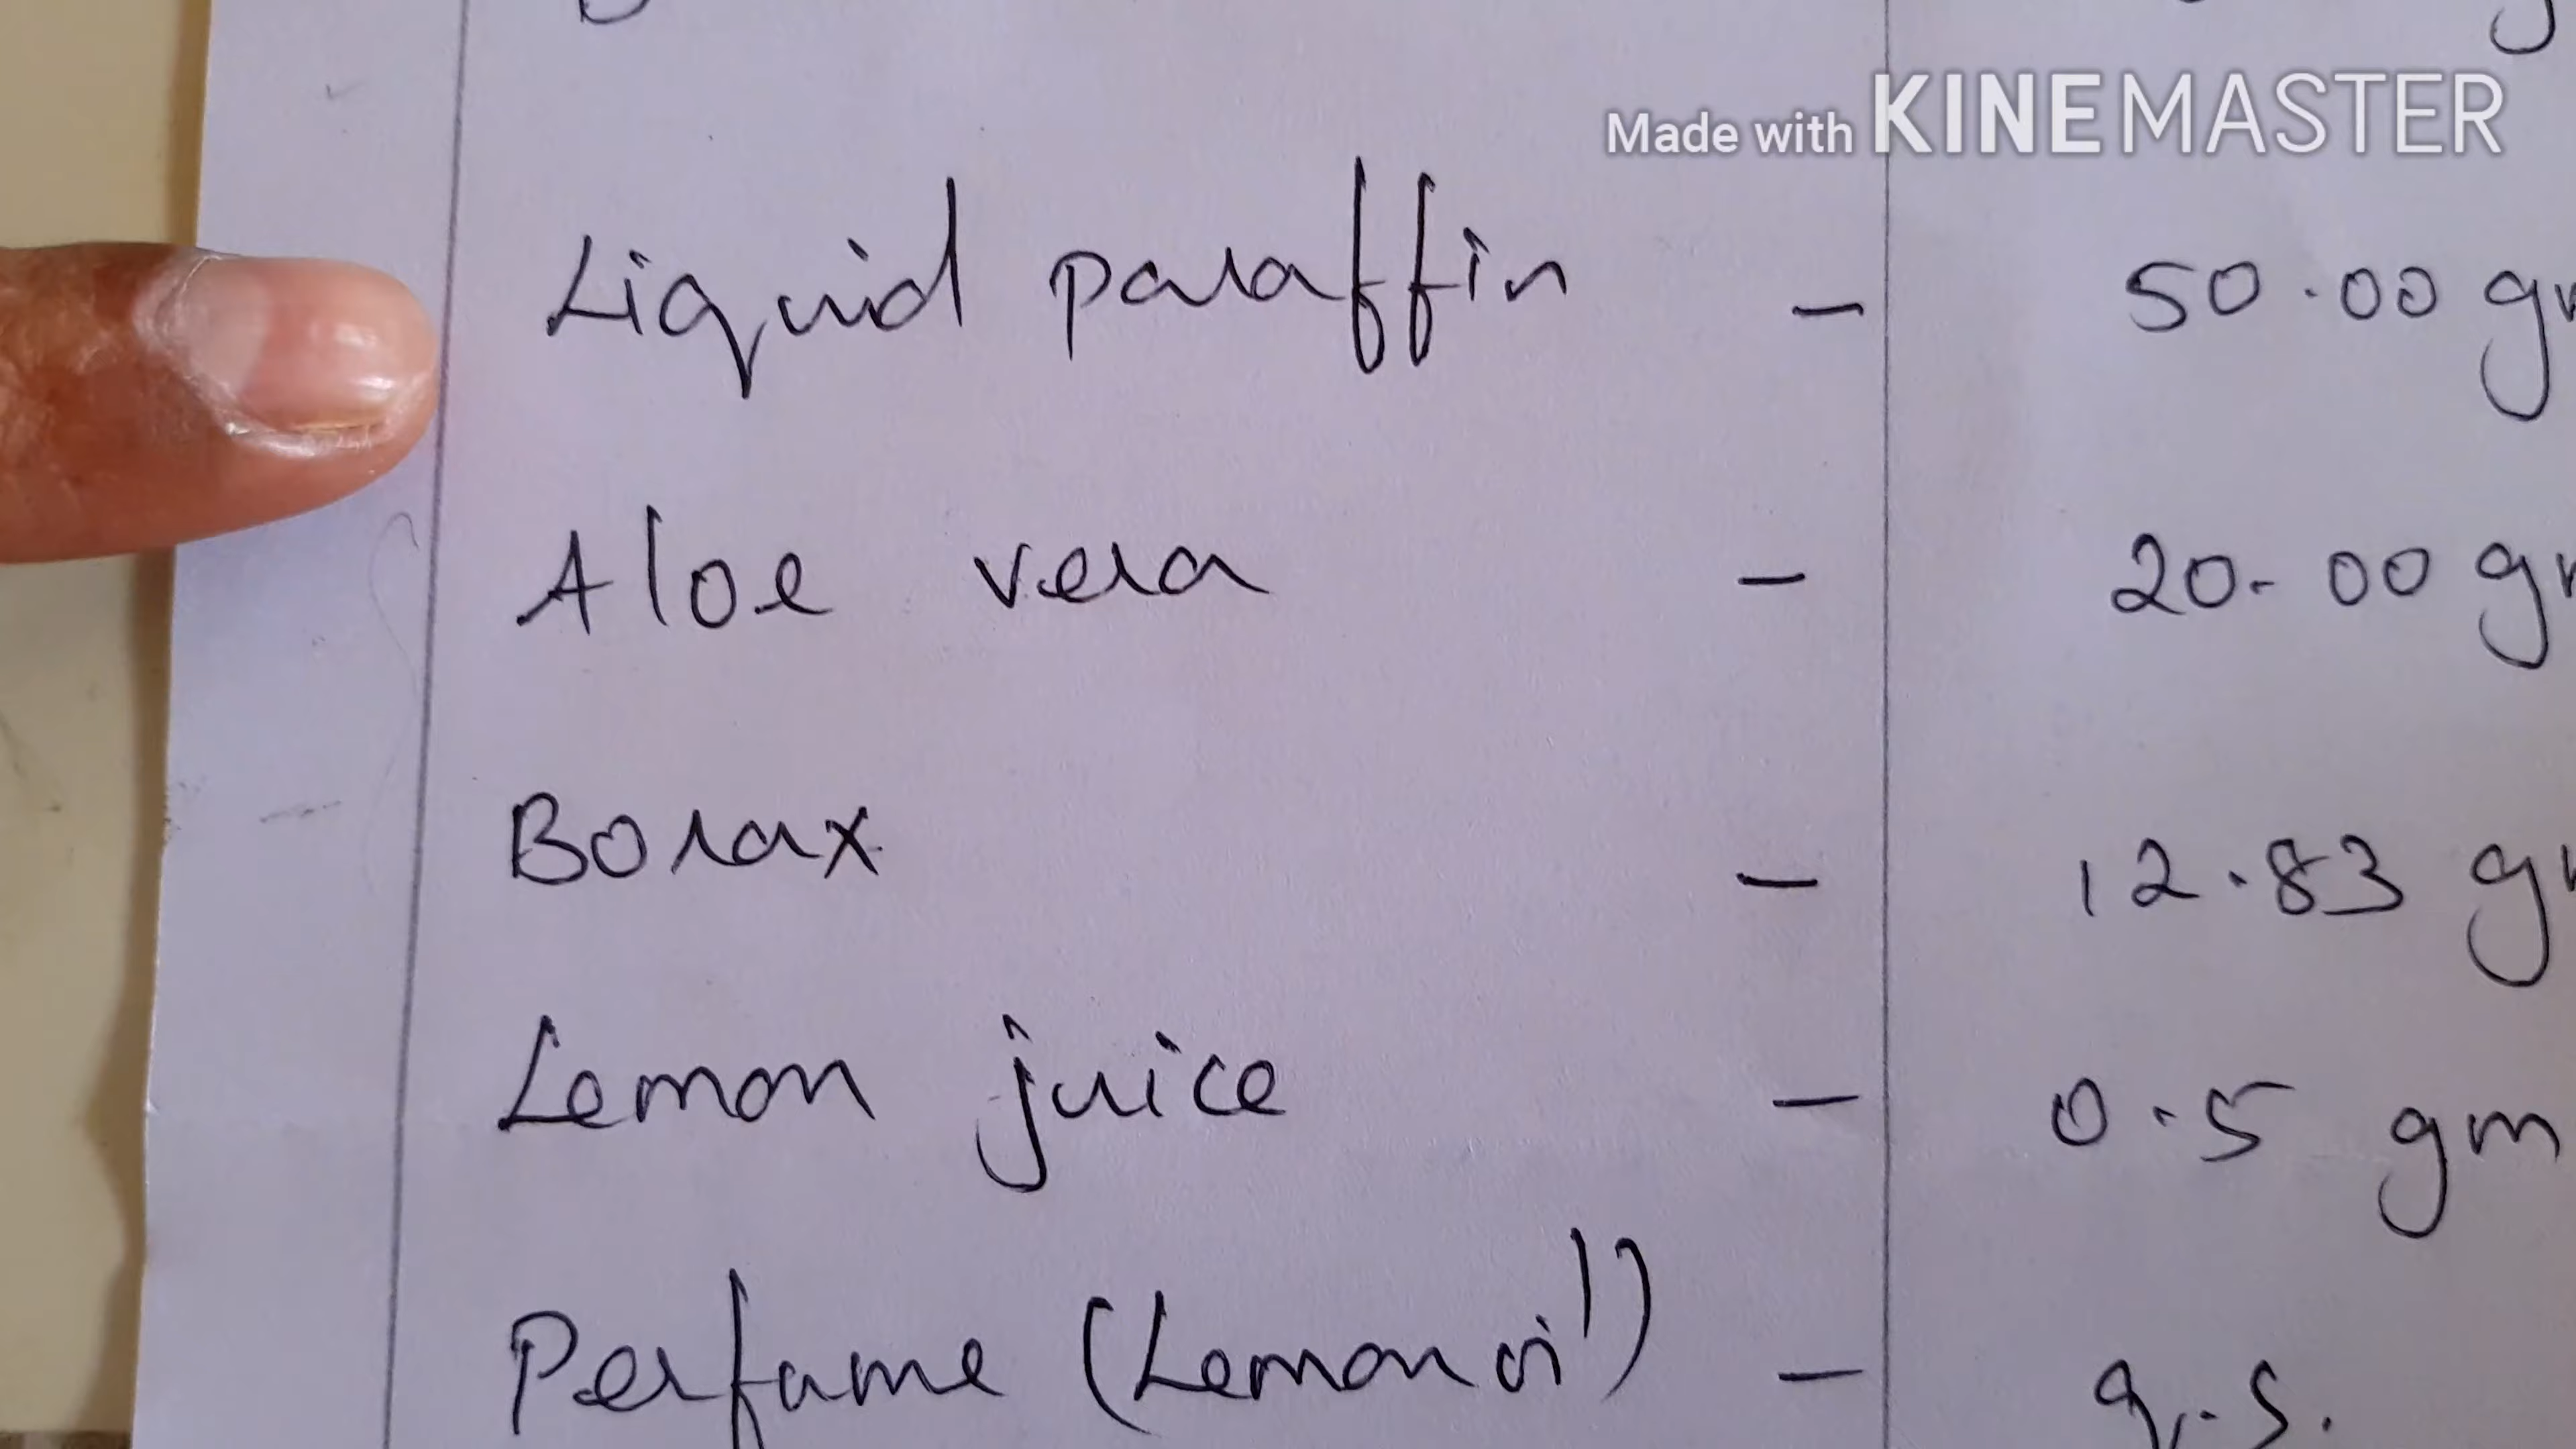 Made with KINEMASTER
Liquid paraffin - 50.00 gm
Aloe vera - 20.00 gm
Borax - 12.83 gm
Lemon juice - 0.5 gm
Perfume (Lemon oil) - q.s.